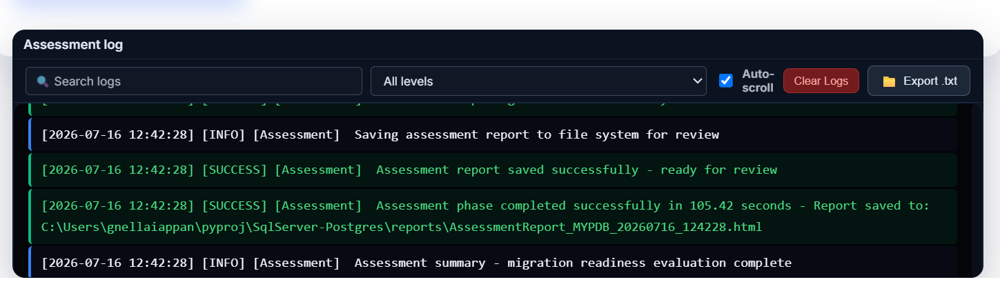 Assessment log
Search logs
All levels
Auto-
scroll
Clear Logs
Export .txt
[2026-07-16 12:42:28] [INFO] [Assessment]  Saving assessment report to file system for review
[2026-07-16 12:42:28] [SUCCESS] [Assessment]  Assessment report saved successfully - ready for review
[2026-07-16 12:42:28] [SUCCESS] [Assessment]  Assessment phase completed successfully in 105.42 seconds - Report saved to:
C:\Users\gnellaiappan\pyproj\SqlServer-Postgres\reports\AssessmentReport_MYPDB_20260716_124228.html
[2026-07-16 12:42:28] [INFO] [Assessment]  Assessment summary - migration readiness evaluation complete